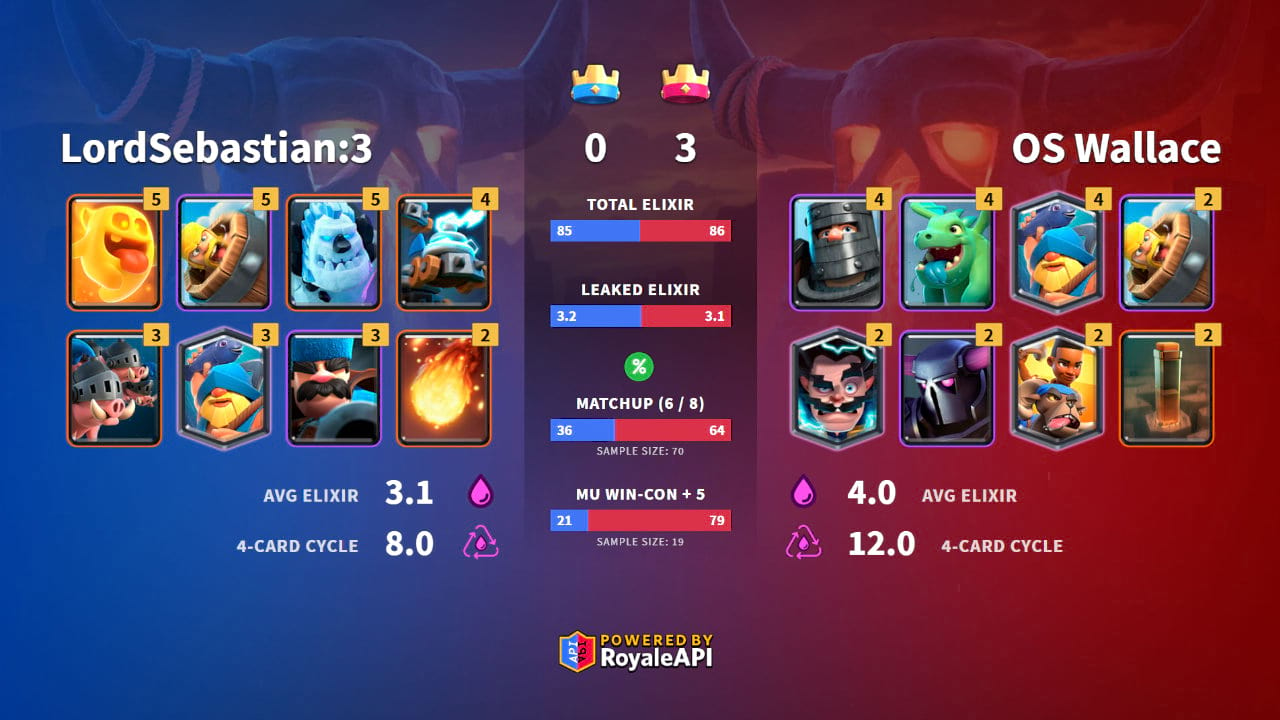 0 3
LordSebastian:3
OS Wallace
5 5 5 4
4 4 4 2
3 3 3 2
2 2 2 2
TOTAL ELIXIR
85 86
LEAKED ELIXIR
3.2 3.1
%
MATCHUP (6 / 8)
36 64
SAMPLE SIZE: 70
MU WIN-CON + 5
21 79
SAMPLE SIZE: 19
AVG ELIXIR 3.1
4-CARD CYCLE 8.0
4.0 AVG ELIXIR
12.0 4-CARD CYCLE
API API
POWERED BY
RoyaleAPI